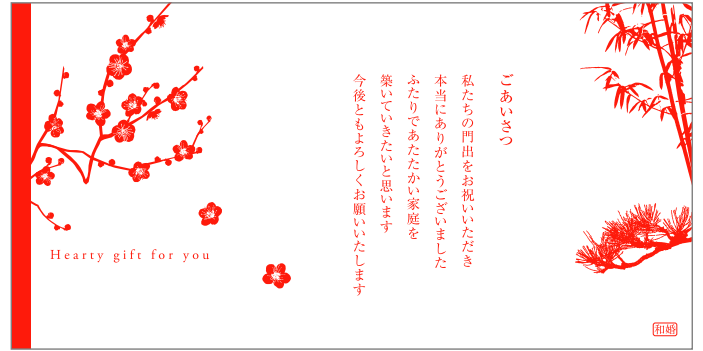 ごあいさつ
私たちの門出をお祝いいただき
本当にありがとうございました
ふたりであたたかい家庭を
築いていきたいと思います
今後ともよろしくお願いいたします
Hearty gift for you
和婚